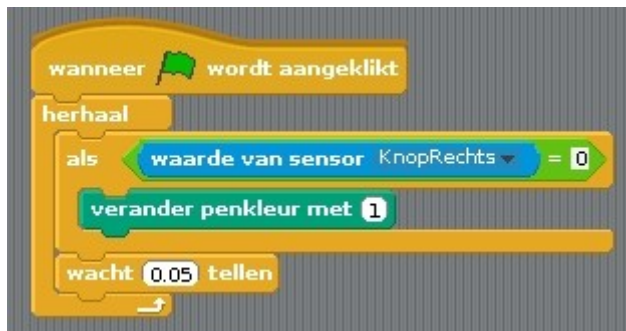 wanneer wordt aangeklikt
herhaal
als waarde van sensor KnopRechts = 0
verander penkleur met 1
wacht 0.05 tellen